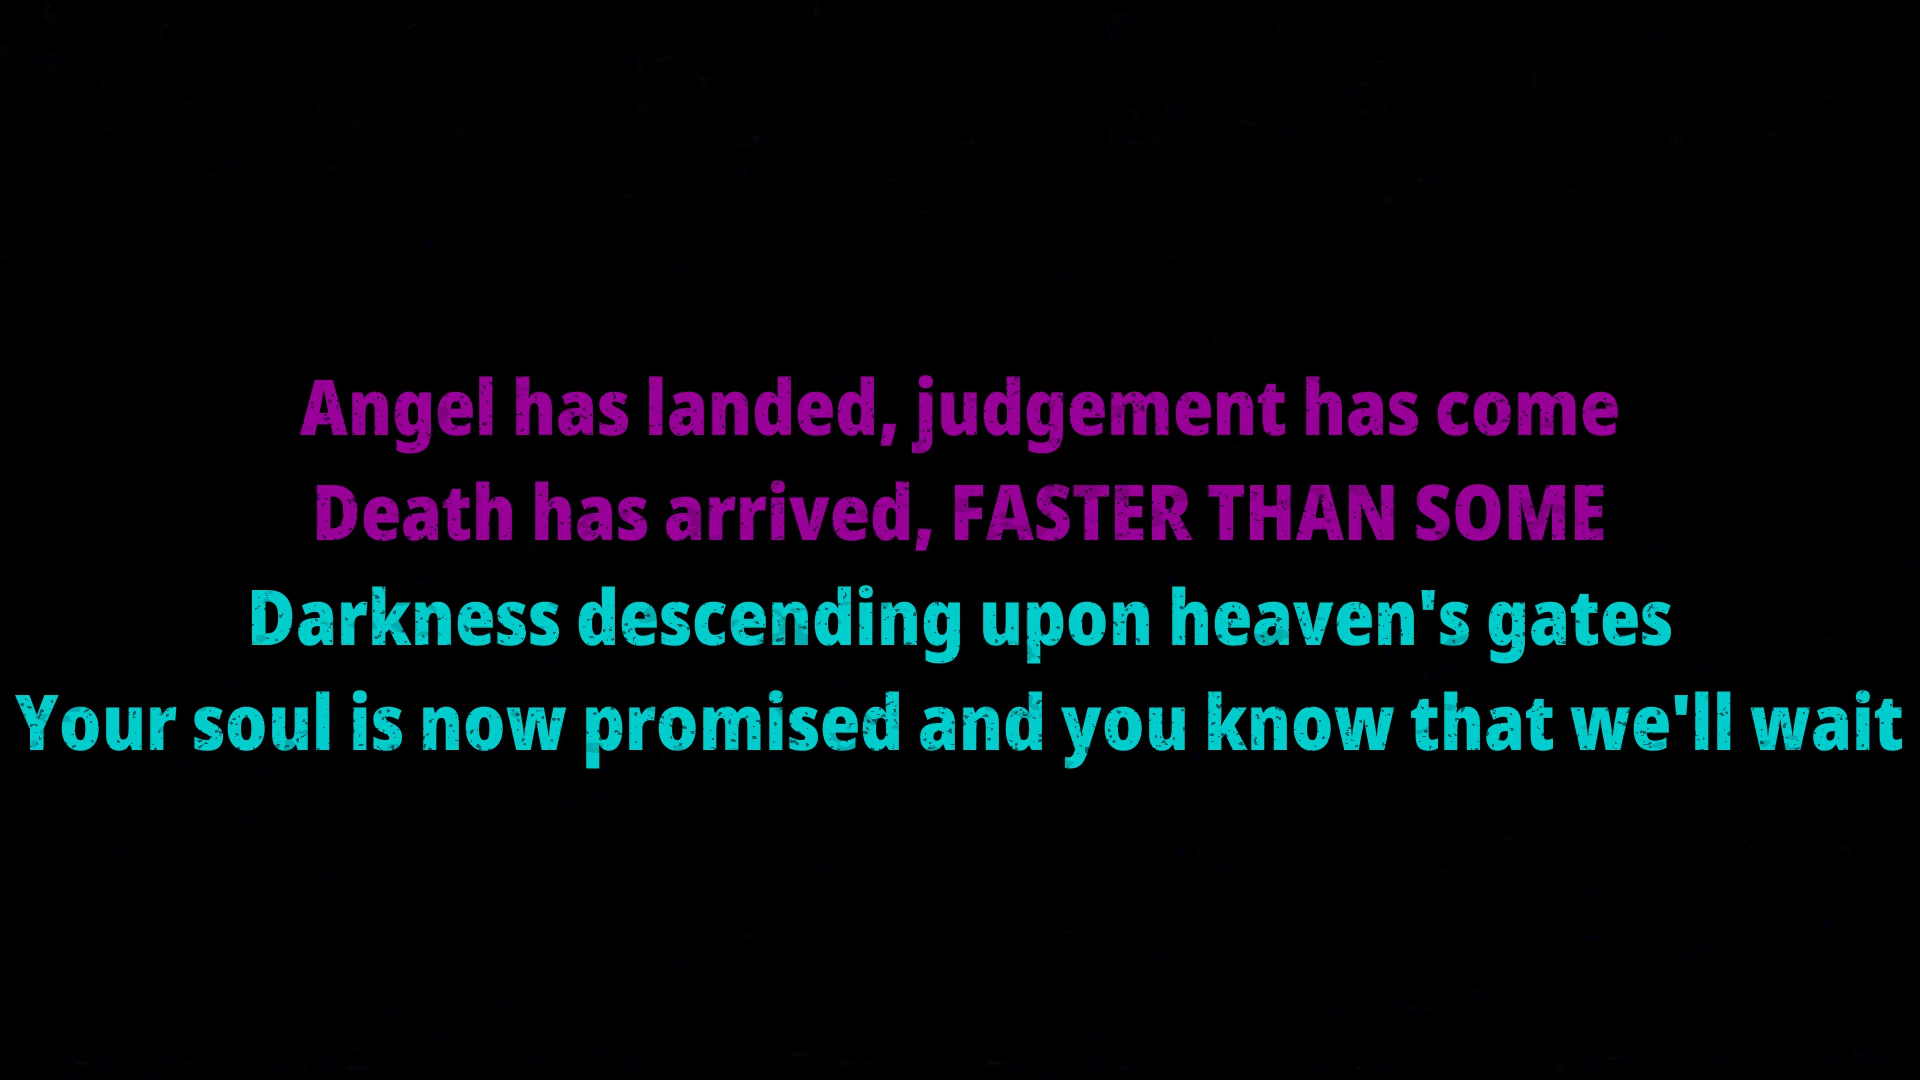 Angel has landed, judgement has come
Death has arrived, FASTER THAN SOME
Darkness descending upon heaven's gates
Your soul is now promised and you know that we'll wait